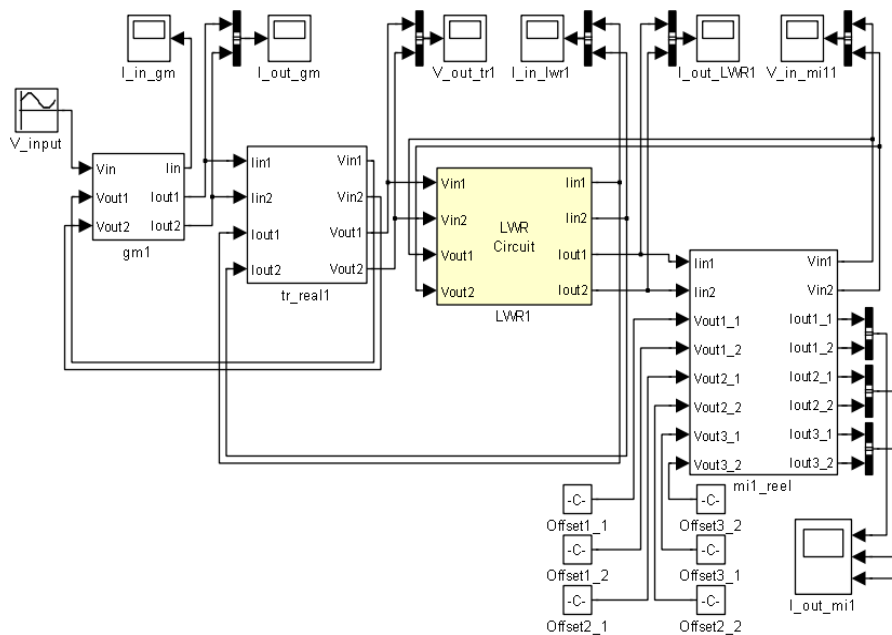 I_in_gm
I_out_gm
V_out_tr1
I_in_lwr1
I_out_LWR1
V_in_mi11
V_input
Vin
Vout1
Vout2
Iin
Iout1
Iout2
gm1
Iin1
Iin2
Iout1
Iout2
Vin1
Vin2
Vout1
Vout2
tr_real1
Vin1
Vin2
Vout1
Vout2
LWR
Circuit
Iin1
Iin2
Iout1
Iout2
LWR1
Iin1
Iin2
Vout1_1
Vout1_2
Vout2_1
Vout2_2
Vout3_1
Vout3_2
Vin1
Vin2
Iout1_1
Iout1_2
Iout2_1
Iout2_2
Iout3_1
Iout3_2
mi1_reel
-C-
Offset1_1
-C-
Offset3_2
-C-
Offset1_2
-C-
Offset3_1
-C-
Offset2_1
-C-
Offset2_2
I_out_mi1